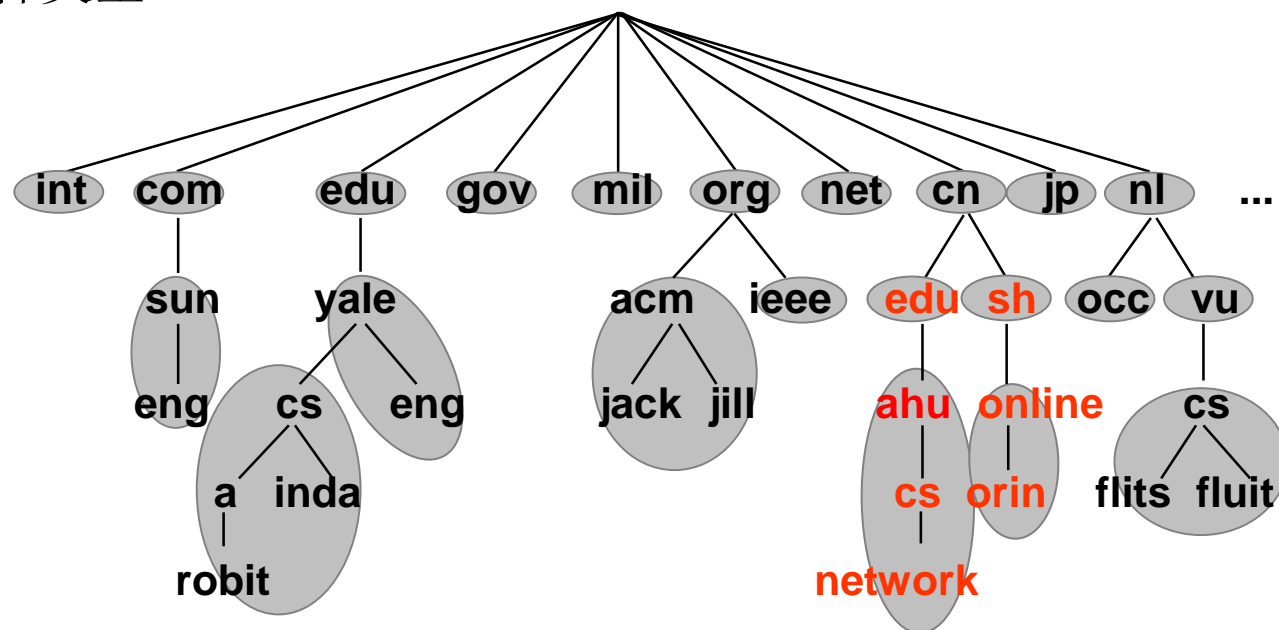 int com edu gov mil org net cn jp nl ...
sun yale acm ieee edu sh occ vu
eng cs eng jack jill ahu online cs
a inda cs orin flits fluit
robit network